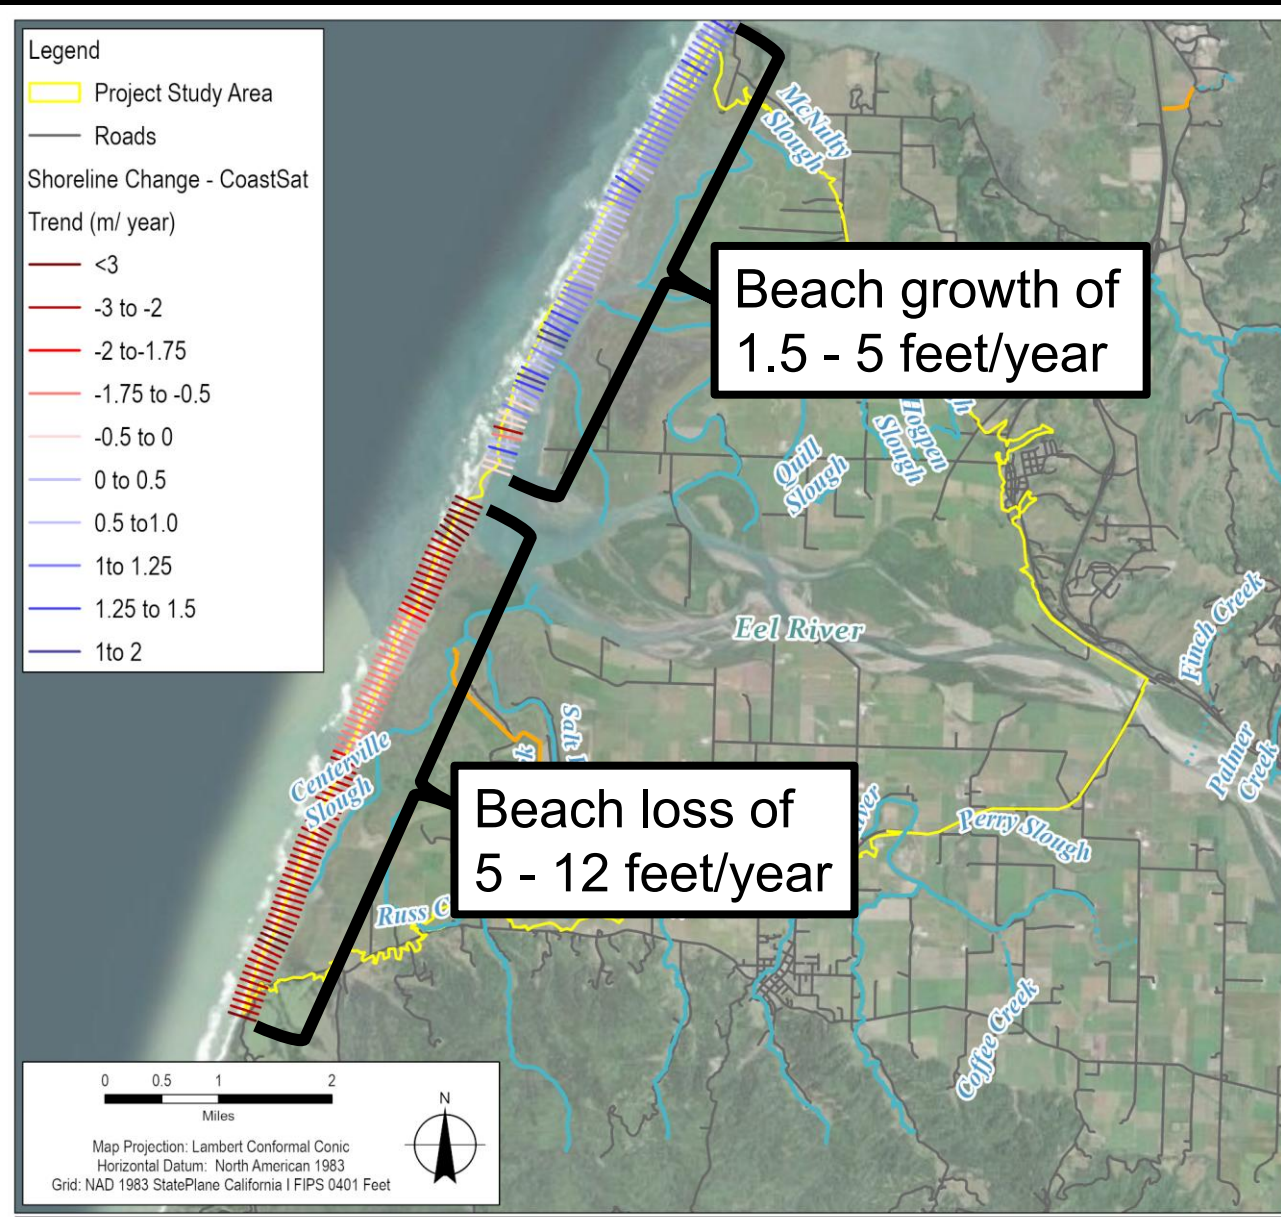 Legend
Project Study Area
Roads
Shoreline Change - CoastSat
Trend (m/ year)
<3
-3 to -2
-2 to-1.75
-1.75 to -0.5
-0.5 to 0
0 to 0.5
0.5 to1.0
1to 1.25
1.25 to 1.5
1to 2
McNulty
Slough
Beach growth of
1.5 - 5 feet/year
Hogpen
Slough
Quill
Slough
Eel River
Finch Creek
Palmer
Creek
Centerville
Slough
Salt
Beach loss of
5 - 12 feet/year
Perry Slough
Russ C
Coffee Creek
0 0.5 1 2
Miles
N
Map Projection: Lambert Conformal Conic
Horizontal Datum: North American 1983
Grid: NAD 1983 StatePlane California I FIPS 0401 Feet